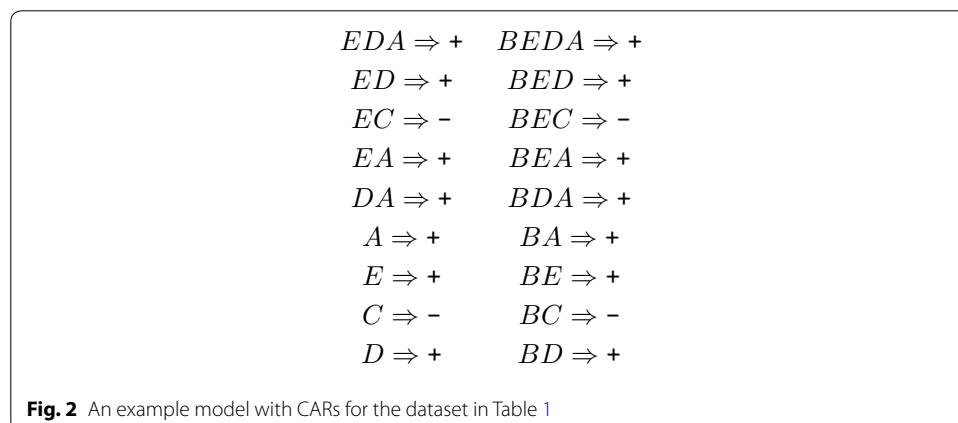 EDA ⇒ + BEDA ⇒ +
ED ⇒ + BED ⇒ +
EC ⇒ - BEC ⇒ -
EA ⇒ + BEA ⇒ +
DA ⇒ + BDA ⇒ +
A ⇒ + BA ⇒ +
E ⇒ + BE ⇒ +
C ⇒ - BC ⇒ -
D ⇒ + BD ⇒ +
Fig. 2 An example model with CARs for the dataset in Table 1